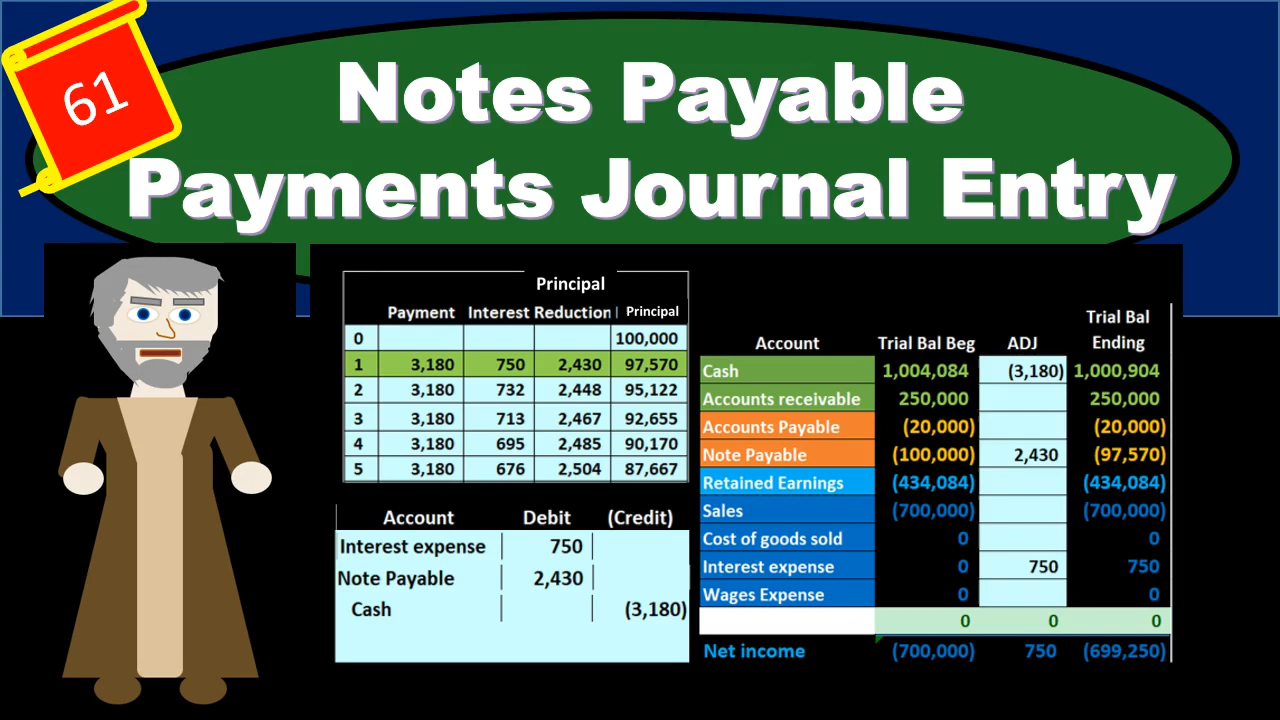 61
Notes Payable
Payments Journal Entry
Principal
Payment Interest Reduction Principal
0 100,000
1 3,180 750 2,430 97,570
2 3,180 732 2,448 95,122
3 3,180 713 2,467 92,655
4 3,180 695 2,485 90,170
5 3,180 676 2,504 87,667
Account Debit (Credit)
Interest expense 750
Note Payable 2,430
Cash (3,180)
Trial Bal
Account Trial Bal Beg ADJ Ending
Cash 1,004,084 (3,180) 1,000,904
Accounts receivable 250,000 250,000
Accounts Payable (20,000) (20,000)
Note Payable (100,000) 2,430 (97,570)
Retained Earnings (434,084) (434,084)
Sales (700,000) (700,000)
Cost of goods sold 0 0
Interest expense 0 750 750
Wages Expense 0 0
0 0 0
Net income (700,000) 750 (699,250)